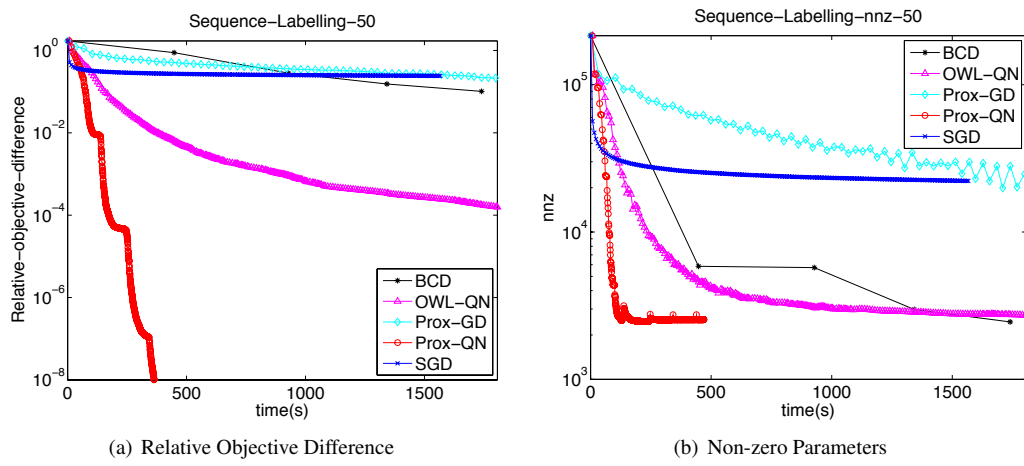 Sequence-Labelling-50
Relative-objective-difference
10^0
10^-2
10^-4
10^-6
10^-8
BCD
OWL-QN
Prox-GD
Prox-QN
SGD
0
500
1000
1500
time(s)
(a) Relative Objective Difference
Sequence-Labelling-nnz-50
nnz
10^5
10^4
10^3
BCD
OWL-QN
Prox-GD
Prox-QN
SGD
0
500
1000
1500
time(s)
(b) Non-zero Parameters